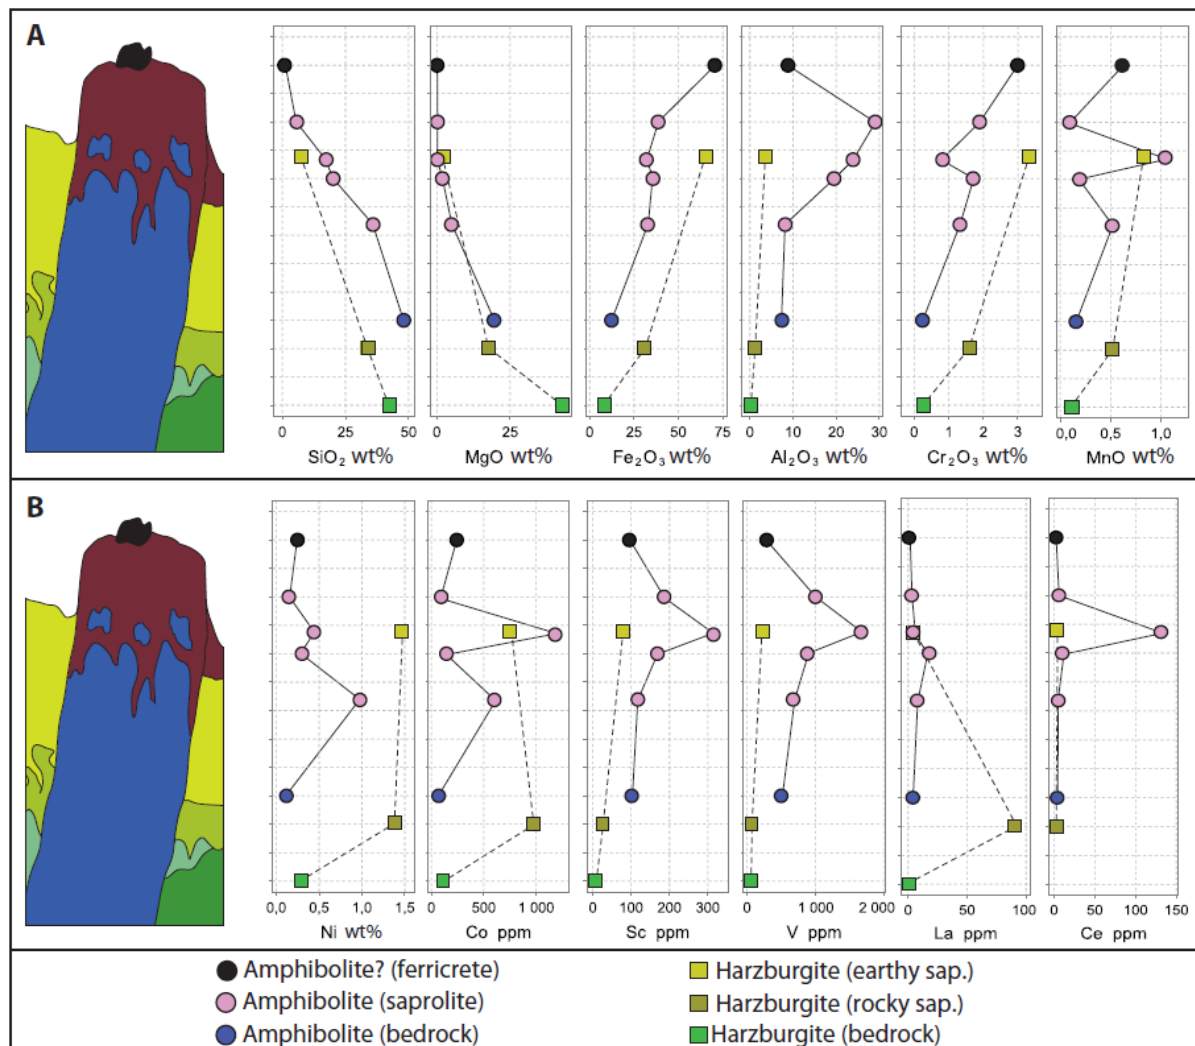 A
0 25 50
SiO₂ wt%
25
MgO wt%
0 25 50 75
Fe₂O₃ wt%
0 10 20 30
Al₂O₃ wt%
0 1 2 3
Cr₂O₃ wt%
0,0 0,5 1,0
MnO wt%
B
0,0 0,5 1,0 1,5
Ni wt%
0 500 1 000
Co ppm
0 100 200 300
Sc ppm
0 1 000 2 000
V ppm
0 50 100
La ppm
0 50 100 150
Ce ppm
Amphibolite? (ferricrete)
Amphibolite (saprolite)
Amphibolite (bedrock)
Harzburgite (earthy sap.)
Harzburgite (rocky sap.)
Harzburgite (bedrock)